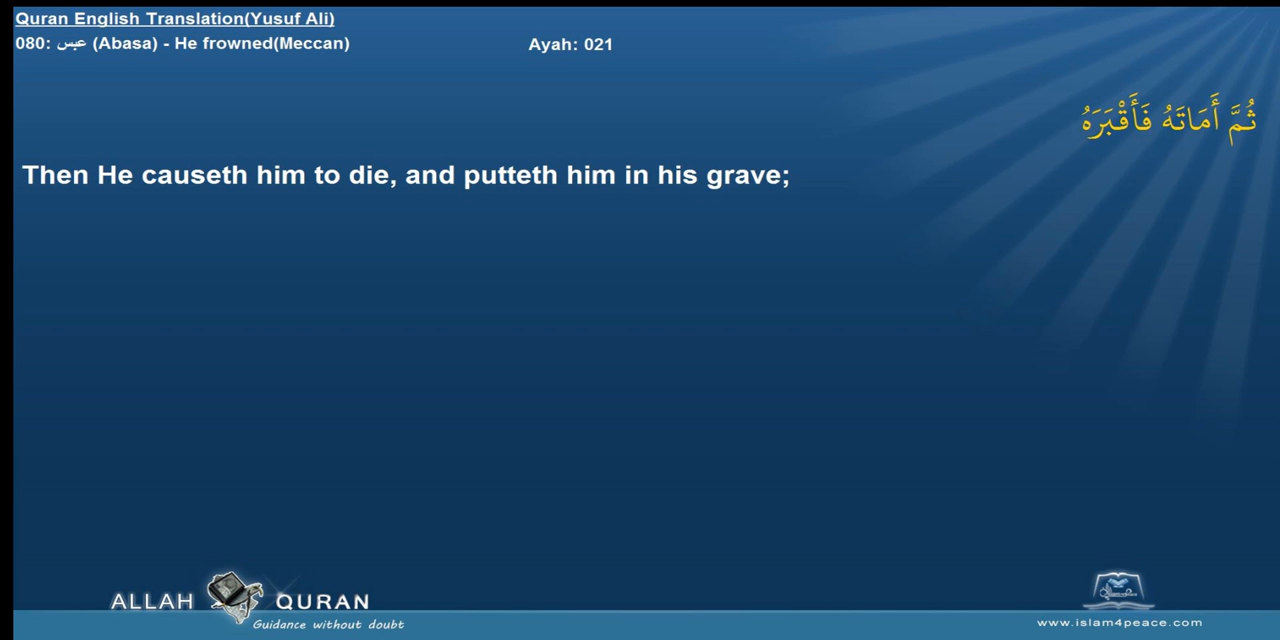 Quran English Translation(Yusuf Ali)
080: عبس (Abasa) - He frowned(Meccan)
Ayah: 021
ثُمَّ أَمَاتَهُ فَأَقْبَرَهُ
Then He causeth him to die, and putteth him in his grave;
ALLAH QURAN
Guidance without doubt
www.islam4peace.com